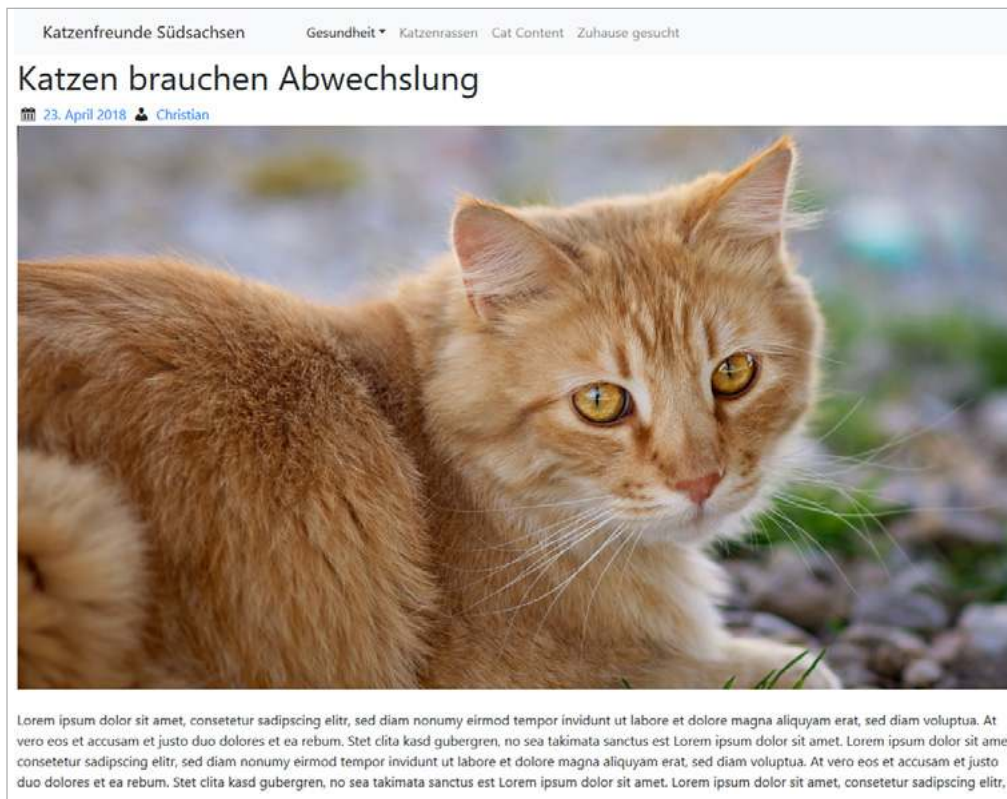 Katzenfreunde Südsachsen Gesundheit Katzenrassen Cat Content Zuhause gesucht
Katzen brauchen Abwechslung
23. April 2018 Christian
Lorem ipsum dolor sit amet, consetetur sadipscing elitr, sed diam nonumy eirmod tempor invidunt ut labore et dolore magna aliquyam erat, sed diam voluptua. At
vero eos et accusam et justo duo dolores et ea rebum. Stet clita kasd gubergren, no sea takimata sanctus est Lorem ipsum dolor sit amet. Lorem ipsum dolor sit ame
consetetur sadipscing elitr, sed diam nonumy eirmod tempor invidunt ut labore et dolore magna aliquyam erat, sed diam voluptua. At vero eos et accusam et justo
duo dolores et ea rebum. Stet clita kasd gubergren, no sea takimata sanctus est Lorem ipsum dolor sit amet. Lorem ipsum dolor sit amet, consetetur sadipscing elitr,